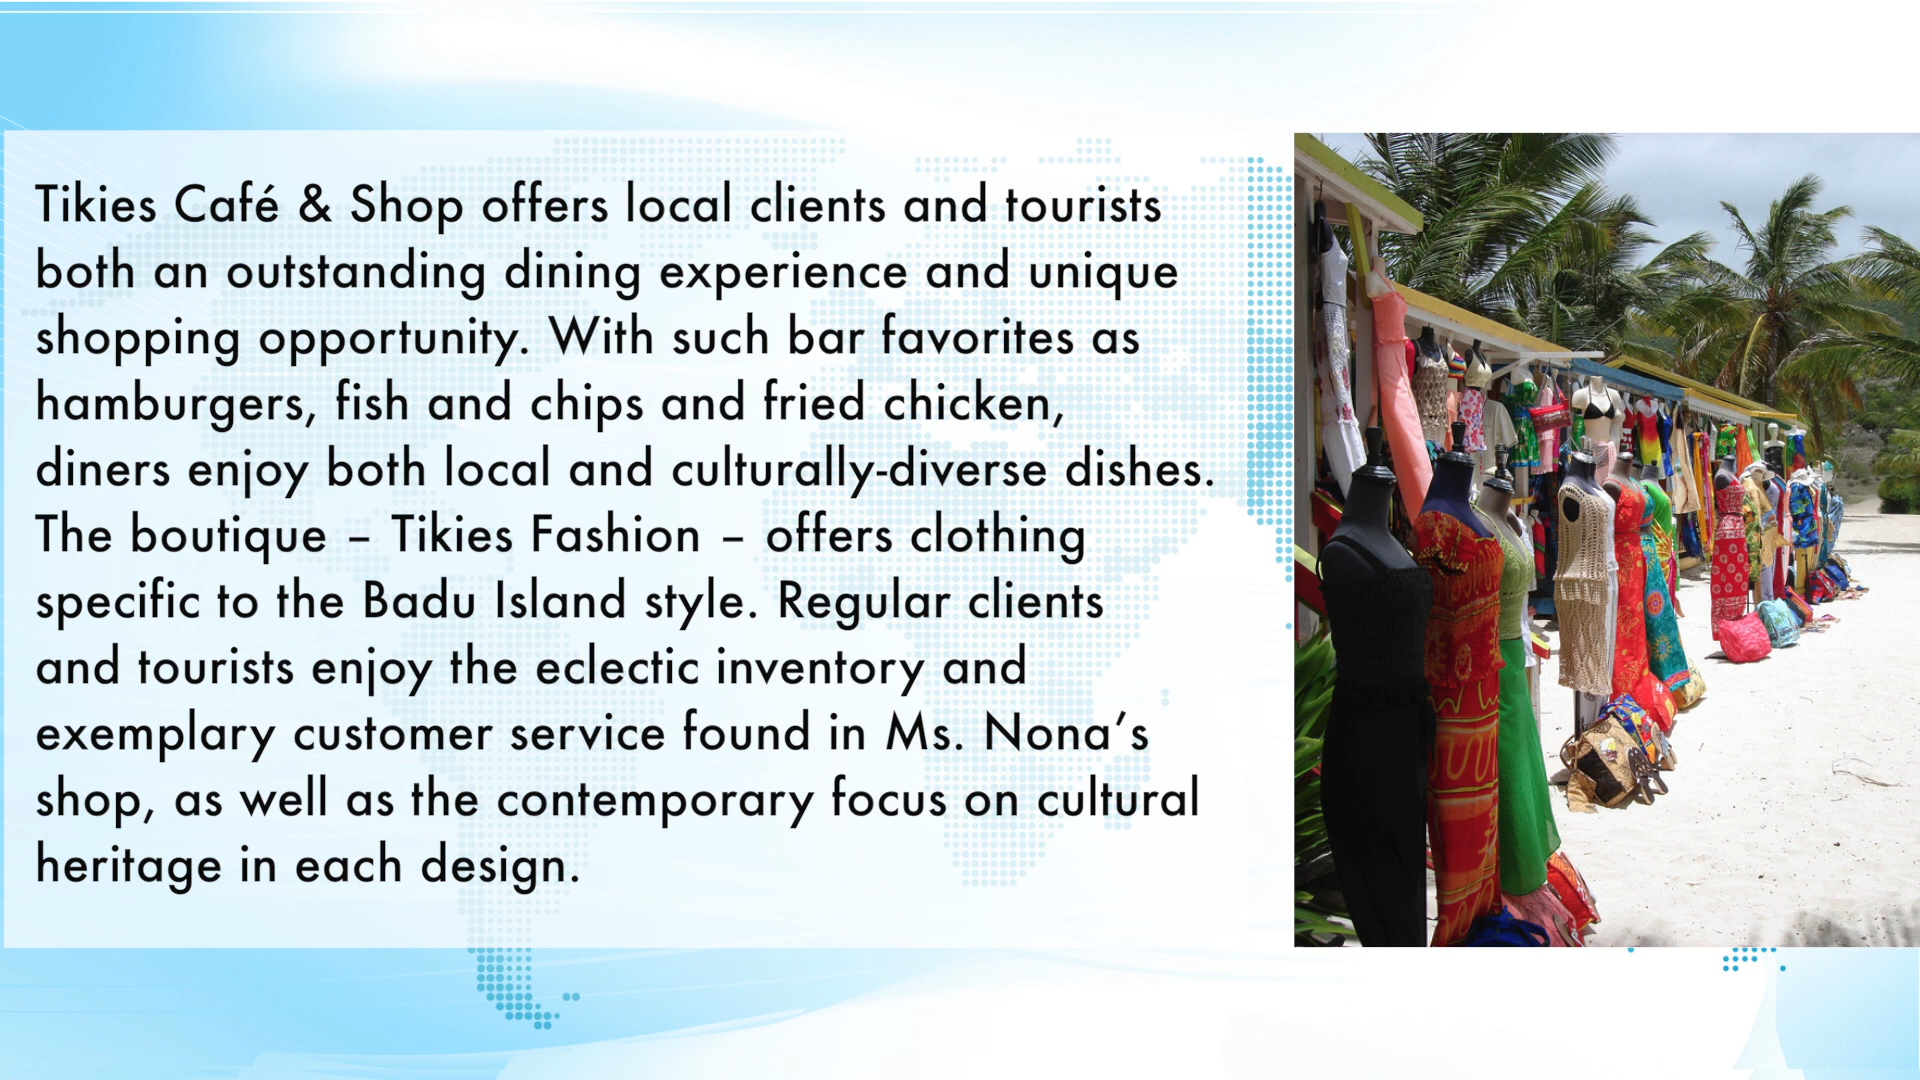 Tikies Café & Shop offers local clients and tourists
both an outstanding dining experience and unique
shopping opportunity. With such bar favorites as
hamburgers, fish and chips and fried chicken,
diners enjoy both local and culturally-diverse dishes.
The boutique – Tikies Fashion – offers clothing
specific to the Badu Island style. Regular clients
and tourists enjoy the eclectic inventory and
exemplary customer service found in Ms. Nona’s
shop, as well as the contemporary focus on cultural
heritage in each design.